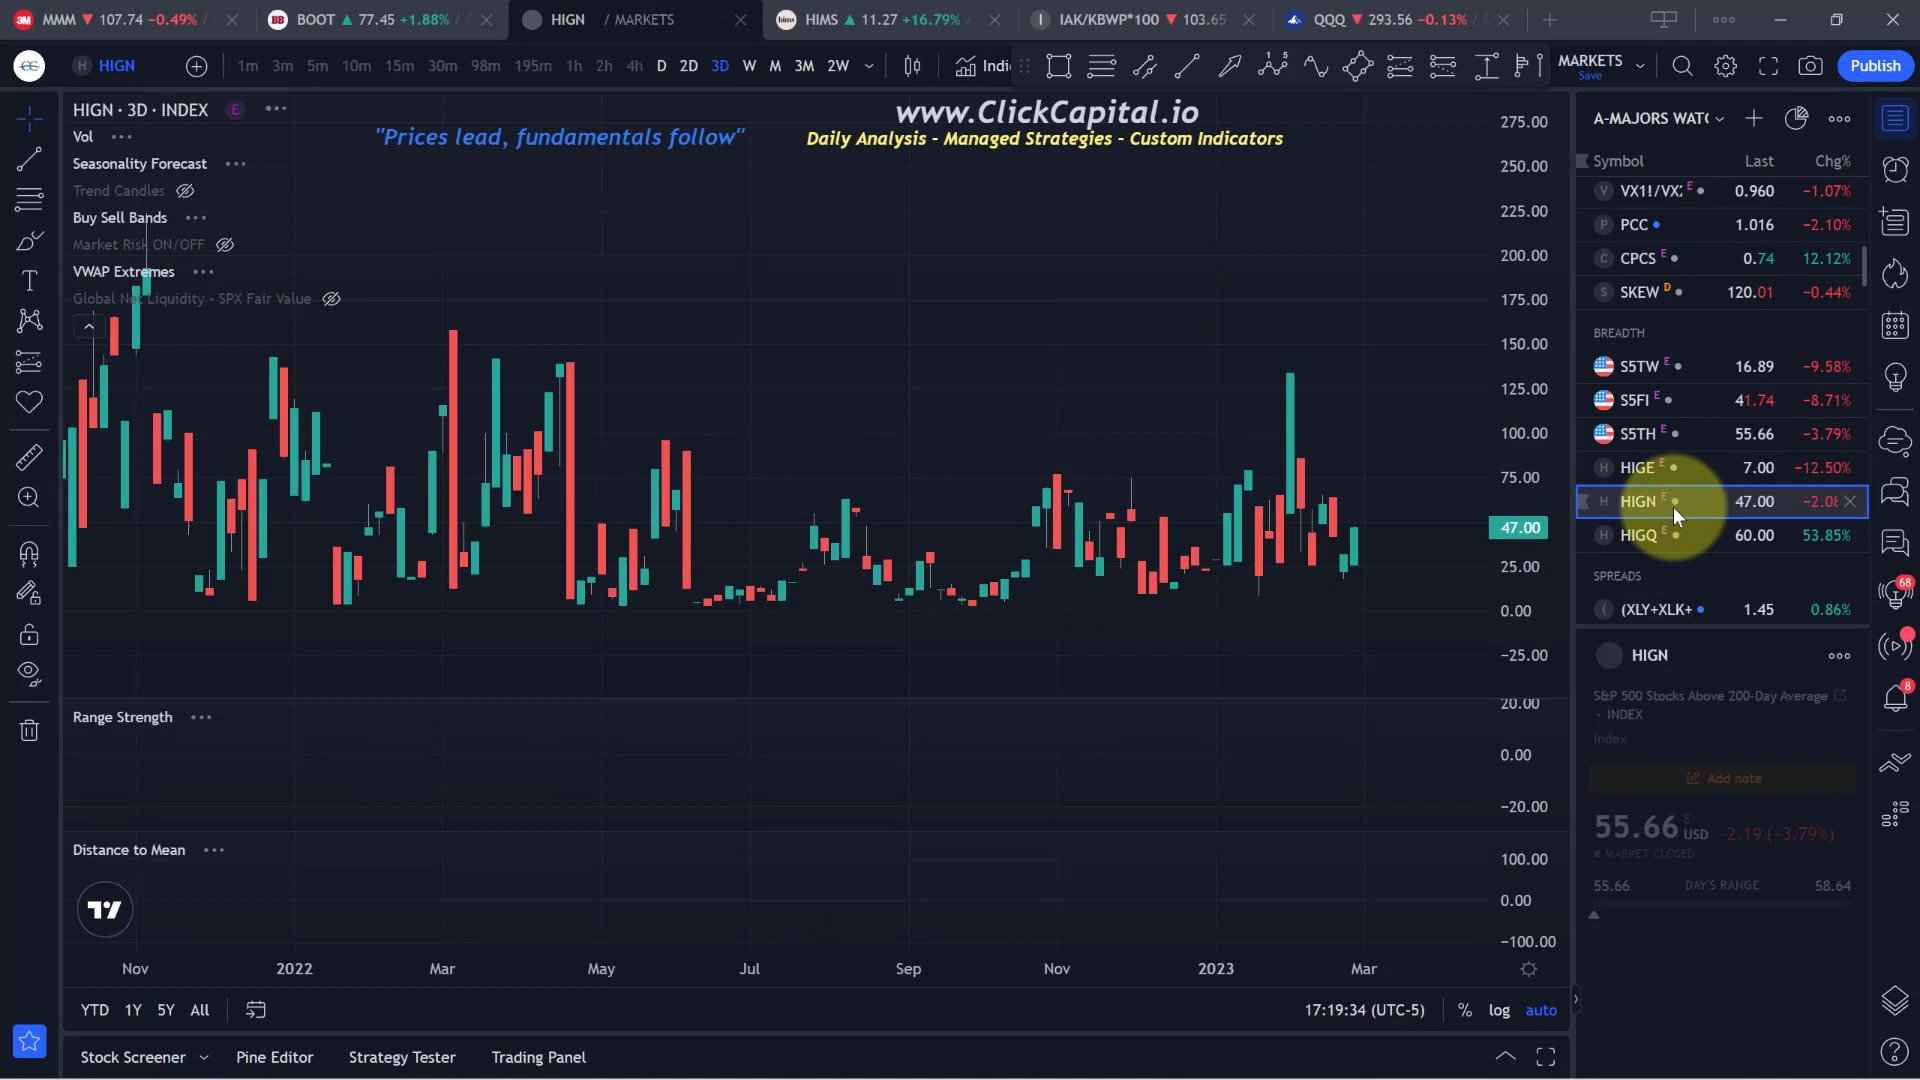 3M MMM ▼ 107.74 −0.49% /
BB BOOT ▲ 77.45 +1.88% /
HIGN / MARKETS
hims HIMS ▲ 11.27 +16.79% /
I IAK/KBWP*100 ▼ 103.65
QQQ ▼ 293.56 −0.13% /
CC H HIGN
1m 3m 5m 10m 15m 30m 98m 195m 1h 2h 4h D 2D 3D W M 3M 2W
Indi
MARKETS
Save
Publish
HIGN · 3D · INDEX E
Vol
Seasonality Forecast
Trend Candles
Buy Sell Bands
Market Risk ON/OFF
VWAP Extremes
Global Net Liquidity - SPX Fair Value
"Prices lead, fundamentals follow"
www.ClickCapital.io
Daily Analysis - Managed Strategies - Custom Indicators
275.00
250.00
225.00
200.00
175.00
150.00
125.00
100.00
75.00
47.00
25.00
0.00
−25.00
Range Strength
20.00
0.00
−20.00
Distance to Mean
100.00
0.00
−100.00
Nov 2022 Mar May Jul Sep Nov 2023 Mar
YTD 1Y 5Y All
17:19:34 (UTC-5) % log auto
Stock Screener Pine Editor Strategy Tester Trading Panel
A-MAJORS WATC
Symbol Last Chg%
V VX1!/VX2 E 0.960 −1.07%
P PCC 1.016 −2.10%
C CPCS E 0.74 12.12%
S SKEW D 120.01 −0.44%
BREADTH
S5TW E 16.89 −9.58%
S5FI E 41.74 −8.71%
S5TH E 55.66 −3.79%
H HIGE E 7.00 −12.50%
H HIGN E 47.00 −2.08
H HIGQ E 60.00 53.85%
SPREADS
( (XLY+XLK+ 1.45 0.86%
HIGN
S&P 500 Stocks Above 200-Day Average
· INDEX
Index
Add note
55.66 E USD −2.19 (−3.79%)
MARKET CLOSED
55.66 DAY'S RANGE 58.64
68
8